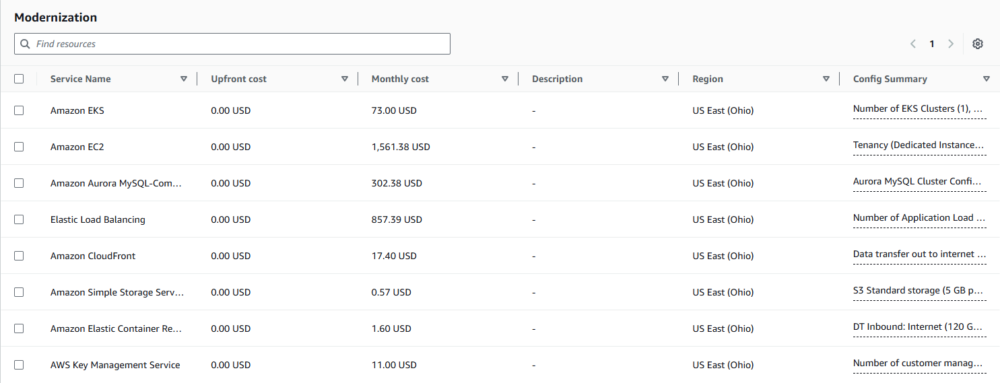 Modernization
Find resources
1
Service Name Upfront cost Monthly cost Description Region Config Summary
Amazon EKS 0.00 USD 73.00 USD - US East (Ohio) Number of EKS Clusters (1), ...
Amazon EC2 0.00 USD 1,561.38 USD - US East (Ohio) Tenancy (Dedicated Instance...
Amazon Aurora MySQL-Com... 0.00 USD 302.38 USD - US East (Ohio) Aurora MySQL Cluster Confi...
Elastic Load Balancing 0.00 USD 857.39 USD - US East (Ohio) Number of Application Load ...
Amazon CloudFront 0.00 USD 17.40 USD - US East (Ohio) Data transfer out to internet ...
Amazon Simple Storage Serv... 0.00 USD 0.57 USD - US East (Ohio) S3 Standard storage (5 GB p...
Amazon Elastic Container Re... 0.00 USD 1.60 USD - US East (Ohio) DT Inbound: Internet (120 G...
AWS Key Management Service 0.00 USD 11.00 USD - US East (Ohio) Number of customer manag...